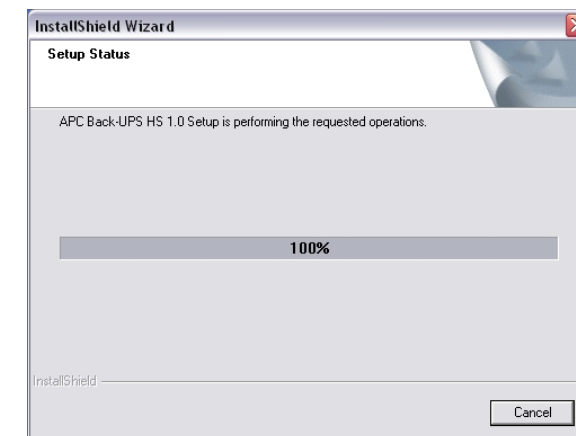 InstallShield Wizard
Setup Status
APC Back-UPS HS 1.0 Setup is performing the requested operations.
100%
InstallShield
Cancel